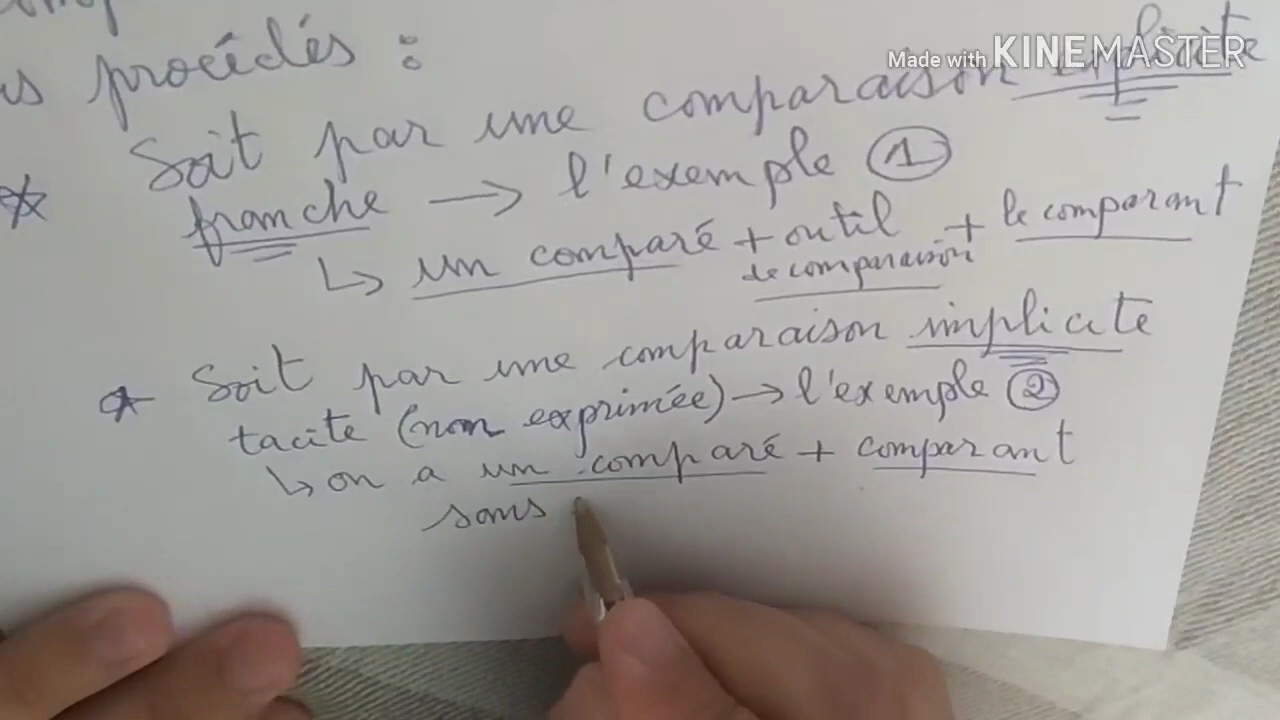 procédés :
Made with KINEMASTER
* Soit par une comparaison explicite
franche → l'exemple ①
↳ un comparé + outil de comparaison + le comparant
* Soit par une comparaison implicite
tacite (non exprimée) → l'exemple ②
↳ on a un comparé + comparant
sans